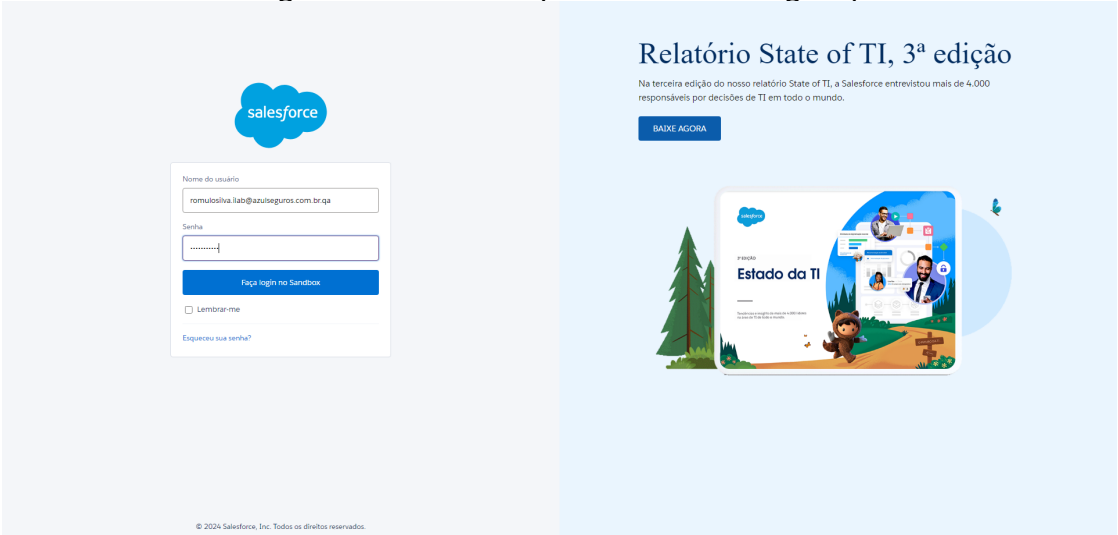 salesforce
Nome do usuário
romulosilva.ilab@azulseguros.com.br.qa
Senha
Faça login no Sandbox
Lembrar-me
Esqueceu sua senha?
© 2024 Salesforce, Inc. Todos os direitos reservados.
Relatório State of TI, 3ª edição
Na terceira edição do nosso relatório State of TI, a Salesforce entrevistou mais de 4.000
responsáveis por decisões de TI em todo o mundo.
BAIXE AGORA
salesforce
3ª EDIÇÃO
Estado da TI